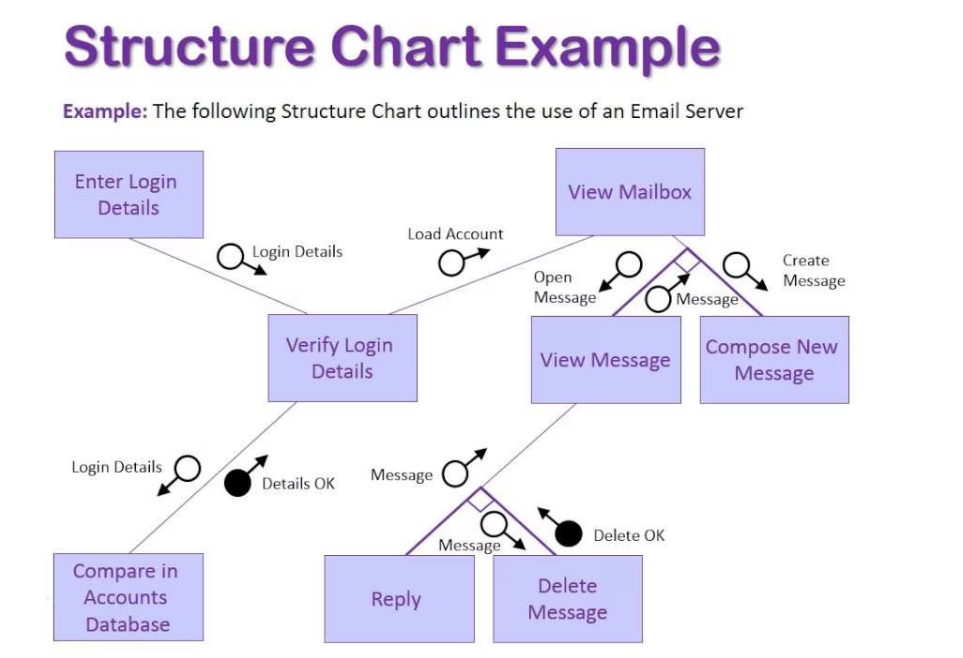 Structure Chart Example
Example: The following Structure Chart outlines the use of an Email Server
Enter Login
Details
View Mailbox
Login Details
Load Account
Open
Message
Message
Create
Message
Verify Login
Details
View Message
Compose New
Message
Login Details
Details OK
Message
Message
Delete OK
Compare in
Accounts
Database
Reply
Delete
Message